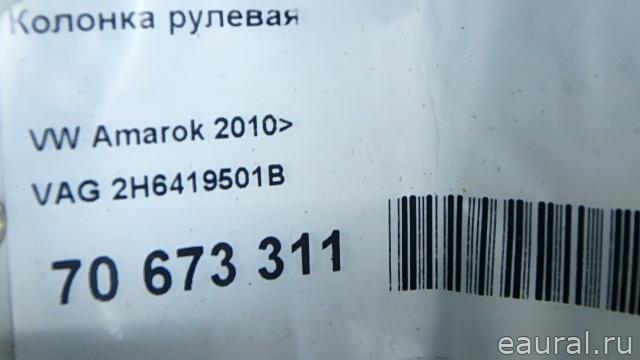 Колонка рулевая
VW Amarok 2010>
VAG 2H6419501B
70 673 311
eaural.ru